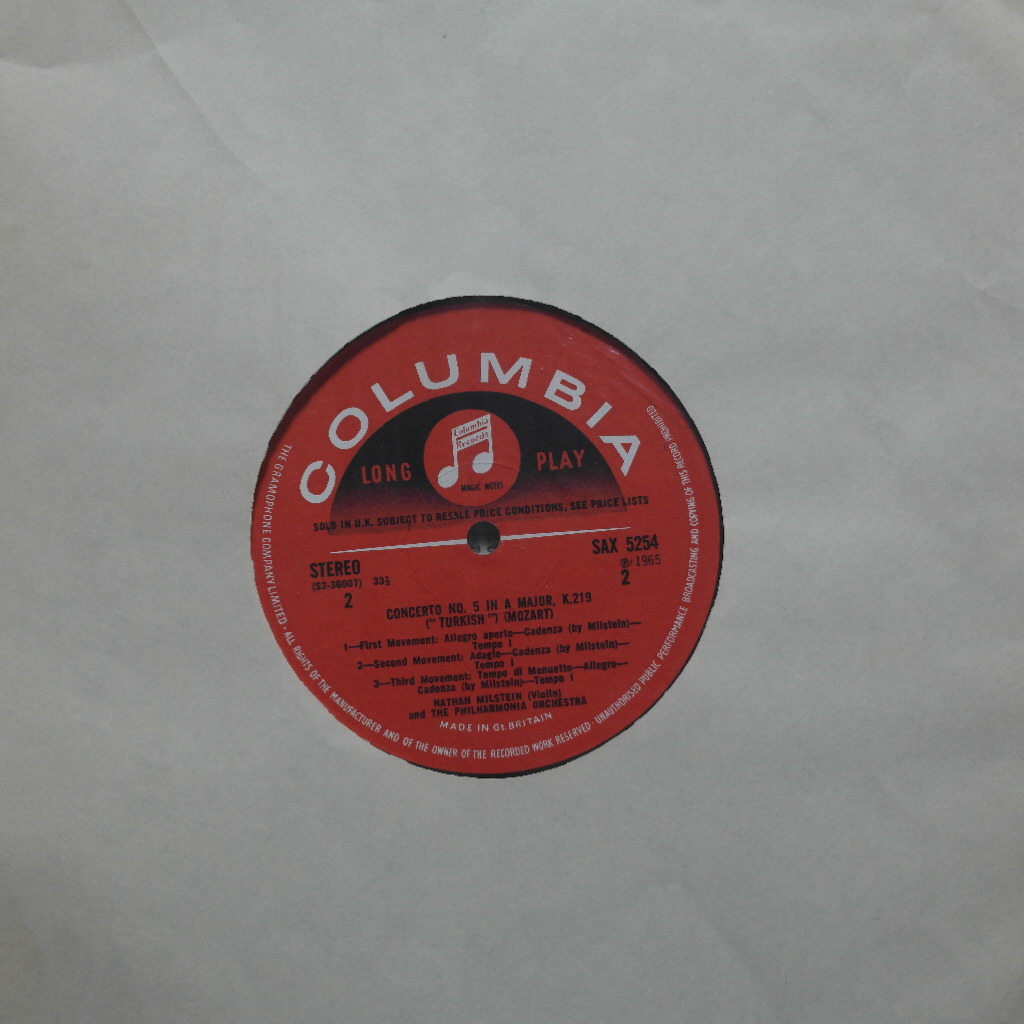 COLUMBIA
Columbia
Records
LONG PLAY
MAGIC NOTES
SOLD IN U.K. SUBJECT TO RESALE PRICE CONDITIONS, SEE PRICE LISTS
STEREO SAX 5254
(S2-36007) 33⅓ Ⓟ 1965
2 2
CONCERTO NO. 5 IN A MAJOR, K.219
("TURKISH") (MOZART)
1—First Movement: Allegro aperto—Cadenza (by Milstein)—
Tempo I
2—Second Movement: Adagio—Cadenza (by Milstein)—
Tempo I
3—Third Movement: Tempo di Menuetto—Allegro—
Cadenza (by Milstein)—Tempo I
NATHAN MILSTEIN (Violin)
and THE PHILHARMONIA ORCHESTRA
MADE IN Gt. BRITAIN
THE GRAMOPHONE COMPANY LIMITED · ALL RIGHTS OF THE MANUFACTURER AND OF THE OWNER OF THE RECORDED WORK RESERVED · UNAUTHORISED PUBLIC PERFORMANCE BROADCASTING AND COPYING OF THIS RECORD PROHIBITED